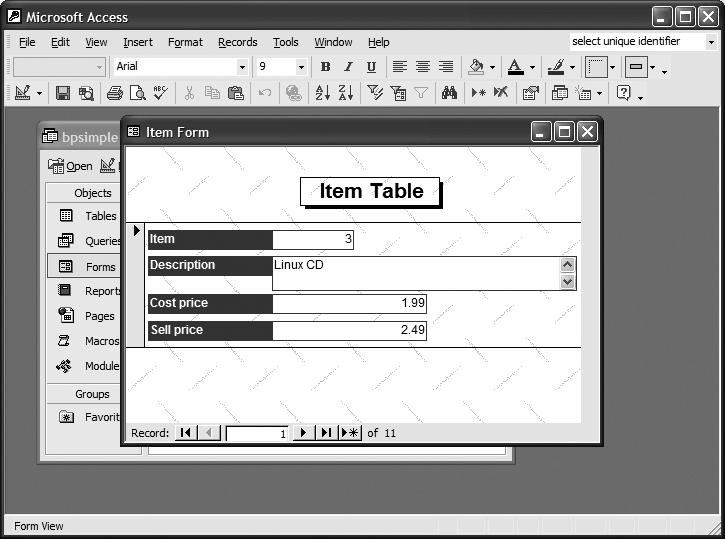 Microsoft Access
File Edit View Insert Format Records Tools Window Help select unique identifier
Arial 9 B I U A
bpsimple
Item Form
Open
Objects
Tables
Queries
Forms
Reports
Pages
Macros
Module
Groups
Favorit
Item Table
Item 3
Description Linux CD
Cost price 1.99
Sell price 2.49
Record: 1 of 11
Form View